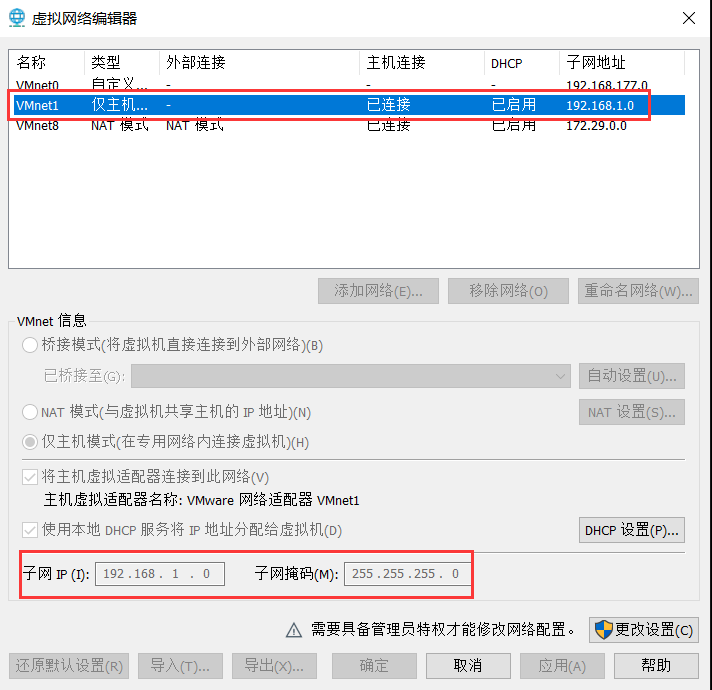 虚拟网络编辑器
名称 类型 外部连接 主机连接 DHCP 子网地址
VMnet0 自定义... - - - 192.168.177.0
VMnet1 仅主机... - 已连接 已启用 192.168.1.0
VMnet8 NAT 模式 NAT 模式 已连接 已启用 172.29.0.0
添加网络(E)... 移除网络(O) 重命名网络(W)...
VMnet 信息
桥接模式(将虚拟机直接连接到外部网络)(B)
已桥接至(G): 自动设置(U)...
NAT 模式(与虚拟机共享主机的 IP 地址)(N) NAT 设置(S)...
仅主机模式(在专用网络内连接虚拟机)(H)
将主机虚拟适配器连接到此网络(V)
主机虚拟适配器名称: VMware 网络适配器 VMnet1
使用本地 DHCP 服务将 IP 地址分配给虚拟机(D) DHCP 设置(P)...
子网 IP (I): 192.168. 1 . 0 子网掩码(M): 255.255.255. 0
需要具备管理员特权才能修改网络配置。 更改设置(C)
还原默认设置(R) 导入(T)... 导出(X)... 确定 取消 应用(A) 帮助